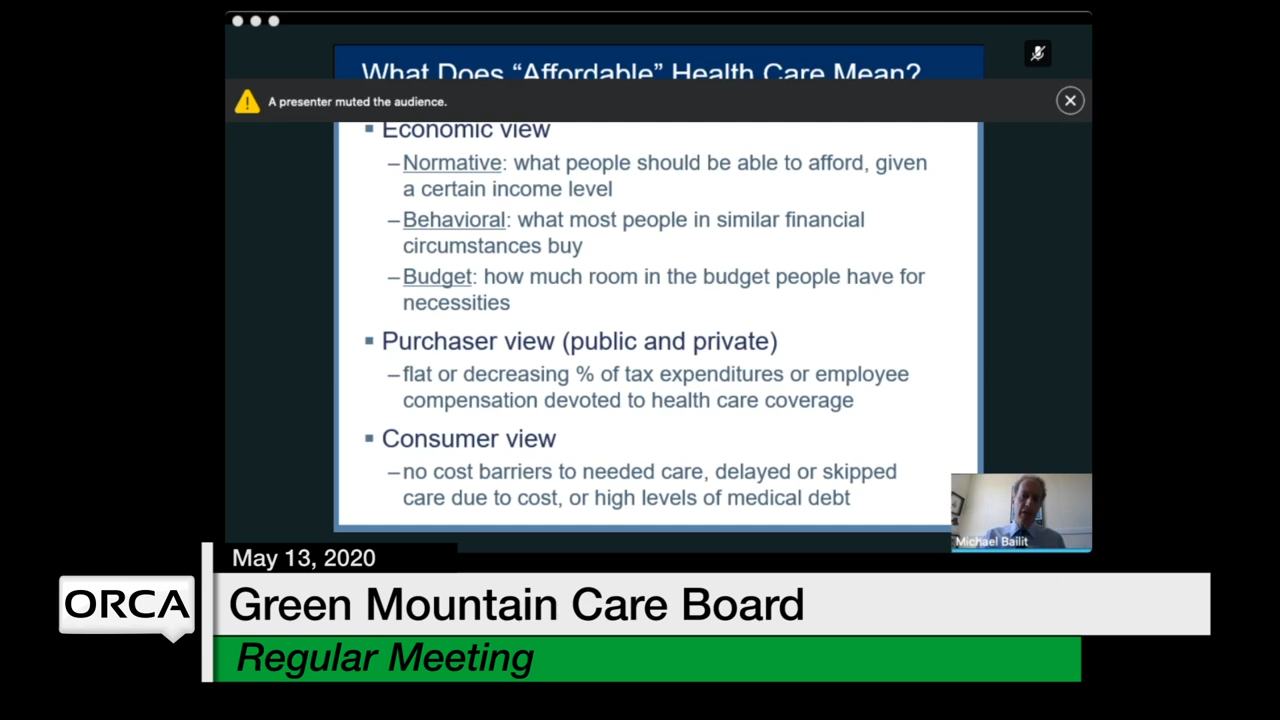 What Does “Affordable” Health Care Mean?
A presenter muted the audience.
▪ Economic view
–Normative: what people should be able to afford, given
a certain income level
–Behavioral: what most people in similar financial
circumstances buy
–Budget: how much room in the budget people have for
necessities
▪ Purchaser view (public and private)
–flat or decreasing % of tax expenditures or employee
compensation devoted to health care coverage
▪ Consumer view
–no cost barriers to needed care, delayed or skipped
care due to cost, or high levels of medical debt
Michael Bailit
May 13, 2020
ORCA
Green Mountain Care Board
Regular Meeting